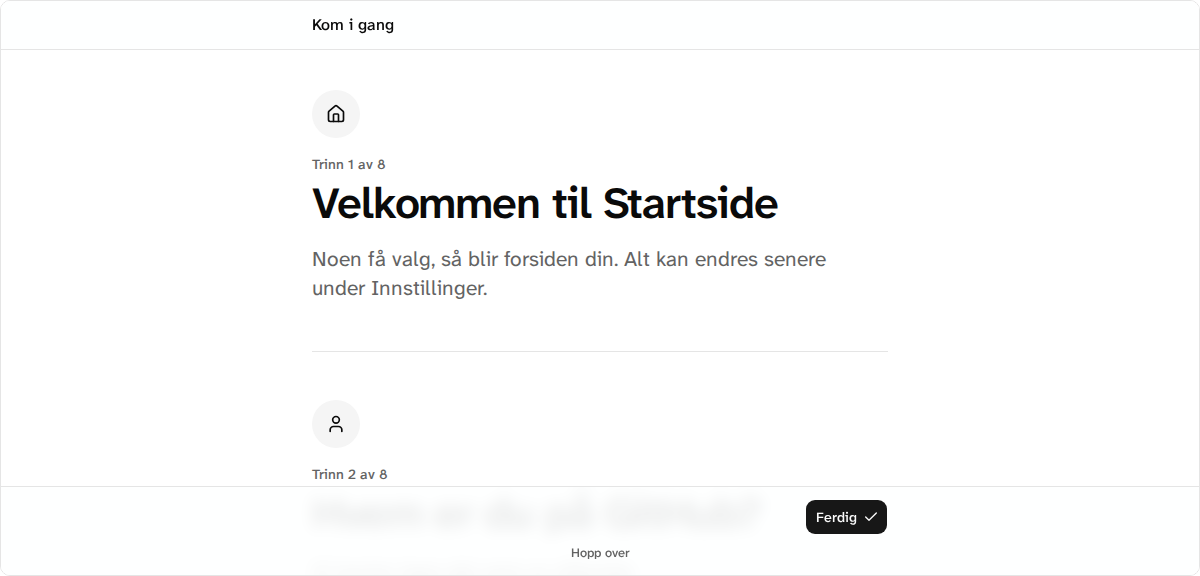 Kom i gang
Trinn 1 av 8
Velkommen til Startside
Noen få valg, så blir forsiden din. Alt kan endres senere
under Innstillinger.
Trinn 2 av 8
Ferdig
Hopp over